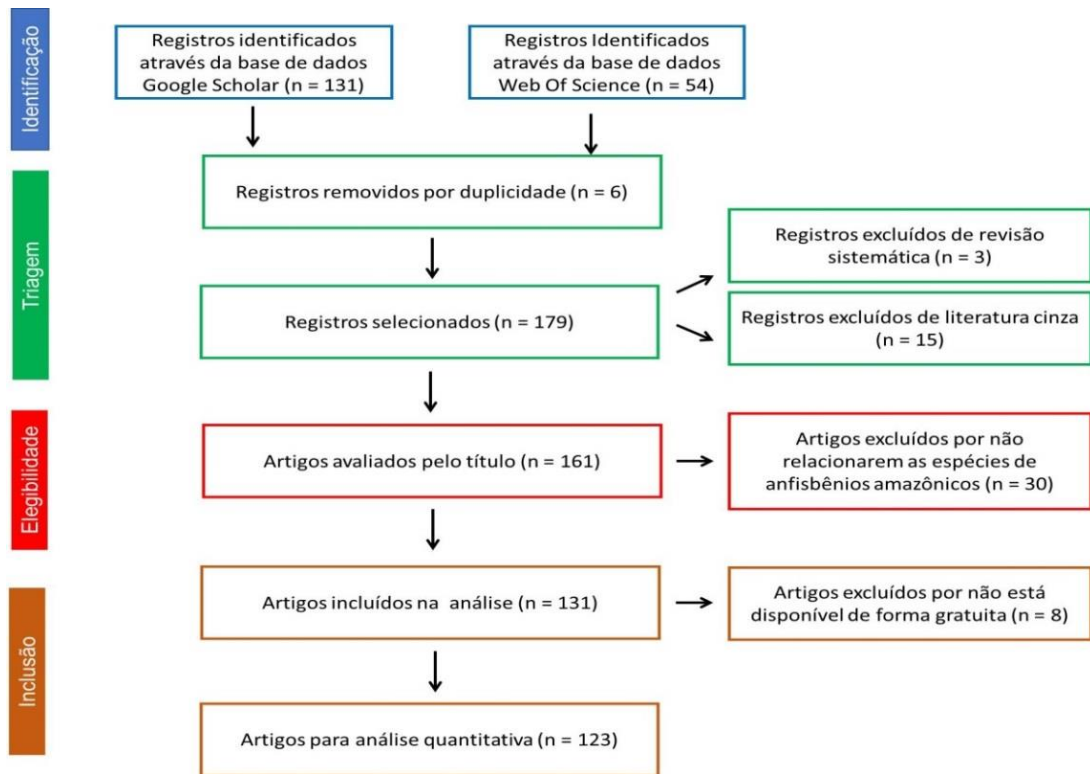 Identificação
Registros identificados
através da base de dados
Google Scholar (n = 131)
Registros Identificados
através da base de dados
Web Of Science (n = 54)
Triagem
Registros removidos por duplicidade (n = 6)
Registros selecionados (n = 179)
Registros excluídos de revisão
sistemática (n = 3)
Registros excluídos de literatura cinza
(n = 15)
Elegibilidade
Artigos avaliados pelo título (n = 161)
Artigos excluídos por não
relacionarem as espécies de
anfisbênios amazônicos (n = 30)
Inclusão
Artigos incluídos na análise (n = 131)
Artigos excluídos por não está
disponível de forma gratuita (n = 8)
Artigos para análise quantitativa (n = 123)